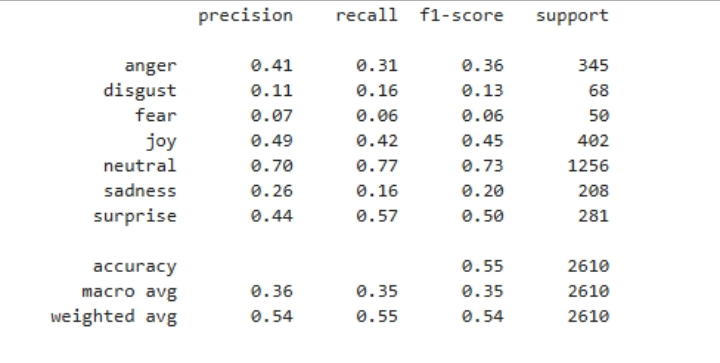 precision recall f1-score support
anger 0.41 0.31 0.36 345
disgust 0.11 0.16 0.13 68
fear 0.07 0.06 0.06 50
joy 0.49 0.42 0.45 402
neutral 0.70 0.77 0.73 1256
sadness 0.26 0.16 0.20 208
surprise 0.44 0.57 0.50 281
accuracy 0.55 2610
macro avg 0.36 0.35 0.35 2610
weighted avg 0.54 0.55 0.54 2610